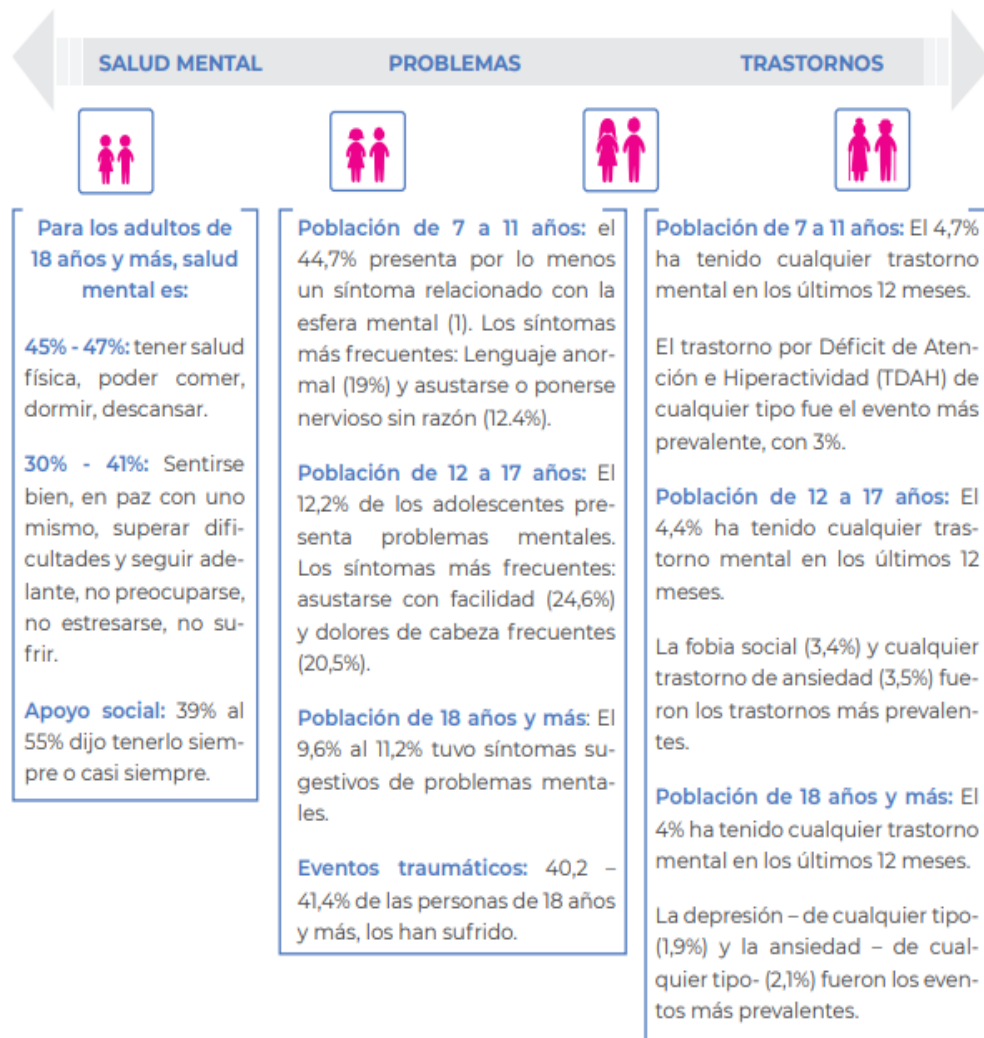 SALUD MENTAL
PROBLEMAS
TRASTORNOS
Para los adultos de
18 años y más, salud
mental es:
45% - 47%: tener salud
física, poder comer,
dormir, descansar.
30% - 41%: Sentirse
bien, en paz con uno
mismo, superar difi-
cultades y seguir ade-
lante, no preocuparse,
no estresarse, no su-
frir.
Apoyo social: 39% al
55% dijo tenerlo siem-
pre o casi siempre.
Población de 7 a 11 años: el
44,7% presenta por lo menos
un síntoma relacionado con la
esfera mental (1). Los síntomas
más frecuentes: Lenguaje anor-
mal (19%) y asustarse o ponerse
nervioso sin razón (12.4%).
Población de 12 a 17 años: El
12,2% de los adolescentes pre-
senta problemas mentales.
Los síntomas más frecuentes:
asustarse con facilidad (24,6%)
y dolores de cabeza frecuentes
(20,5%).
Población de 18 años y más: El
9,6% al 11,2% tuvo síntomas su-
gestivos de problemas menta-
les.
Eventos traumáticos: 40,2 –
41,4% de las personas de 18 años
y más, los han sufrido.
Población de 7 a 11 años: El 4,7%
ha tenido cualquier trastorno
mental en los últimos 12 meses.
El trastorno por Déficit de Aten-
ción e Hiperactividad (TDAH) de
cualquier tipo fue el evento más
prevalente, con 3%.
Población de 12 a 17 años: El
4,4% ha tenido cualquier tras-
torno mental en los últimos 12
meses.
La fobia social (3,4%) y cualquier
trastorno de ansiedad (3,5%) fue-
ron los trastornos más prevalen-
tes.
Población de 18 años y más: El
4% ha tenido cualquier trastorno
mental en los últimos 12 meses.
La depresión – de cualquier tipo-
(1,9%) y la ansiedad – de cual-
quier tipo- (2,1%) fueron los even-
tos más prevalentes.